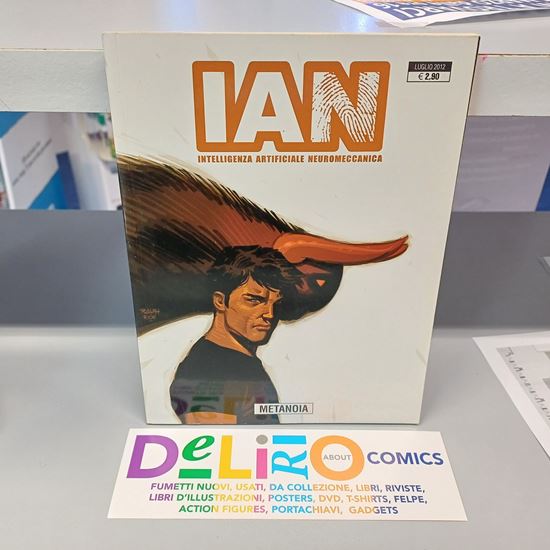 IAN
INTELLIGENZA ARTIFICIALE NEUROMECCANICA
LUGLIO 2012
€ 2,90
METANOIA
DeLiRiO ABOUT COMICS
FUMETTI NUOVI, USATI, DA COLLEZIONE, LIBRI, RIVISTE,
LIBRI D'ILLUSTRAZIONI, POSTERS, DVD, T-SHIRTS, FELPE,
ACTION FIGURES, PORTACHIAVI, GADGETS